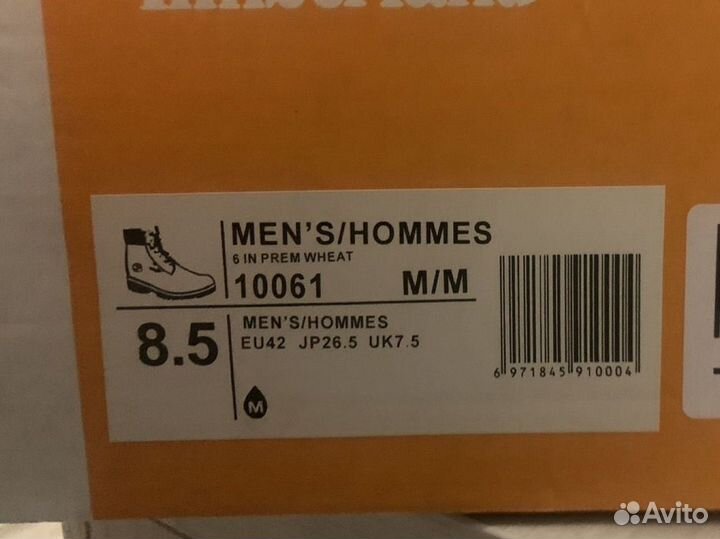 MEN'S/HOMMES
6 IN PREM WHEAT
10061 M/M
8.5
MEN'S/HOMMES
EU42 JP26.5 UK7.5
M
6 971845 910004
Avito